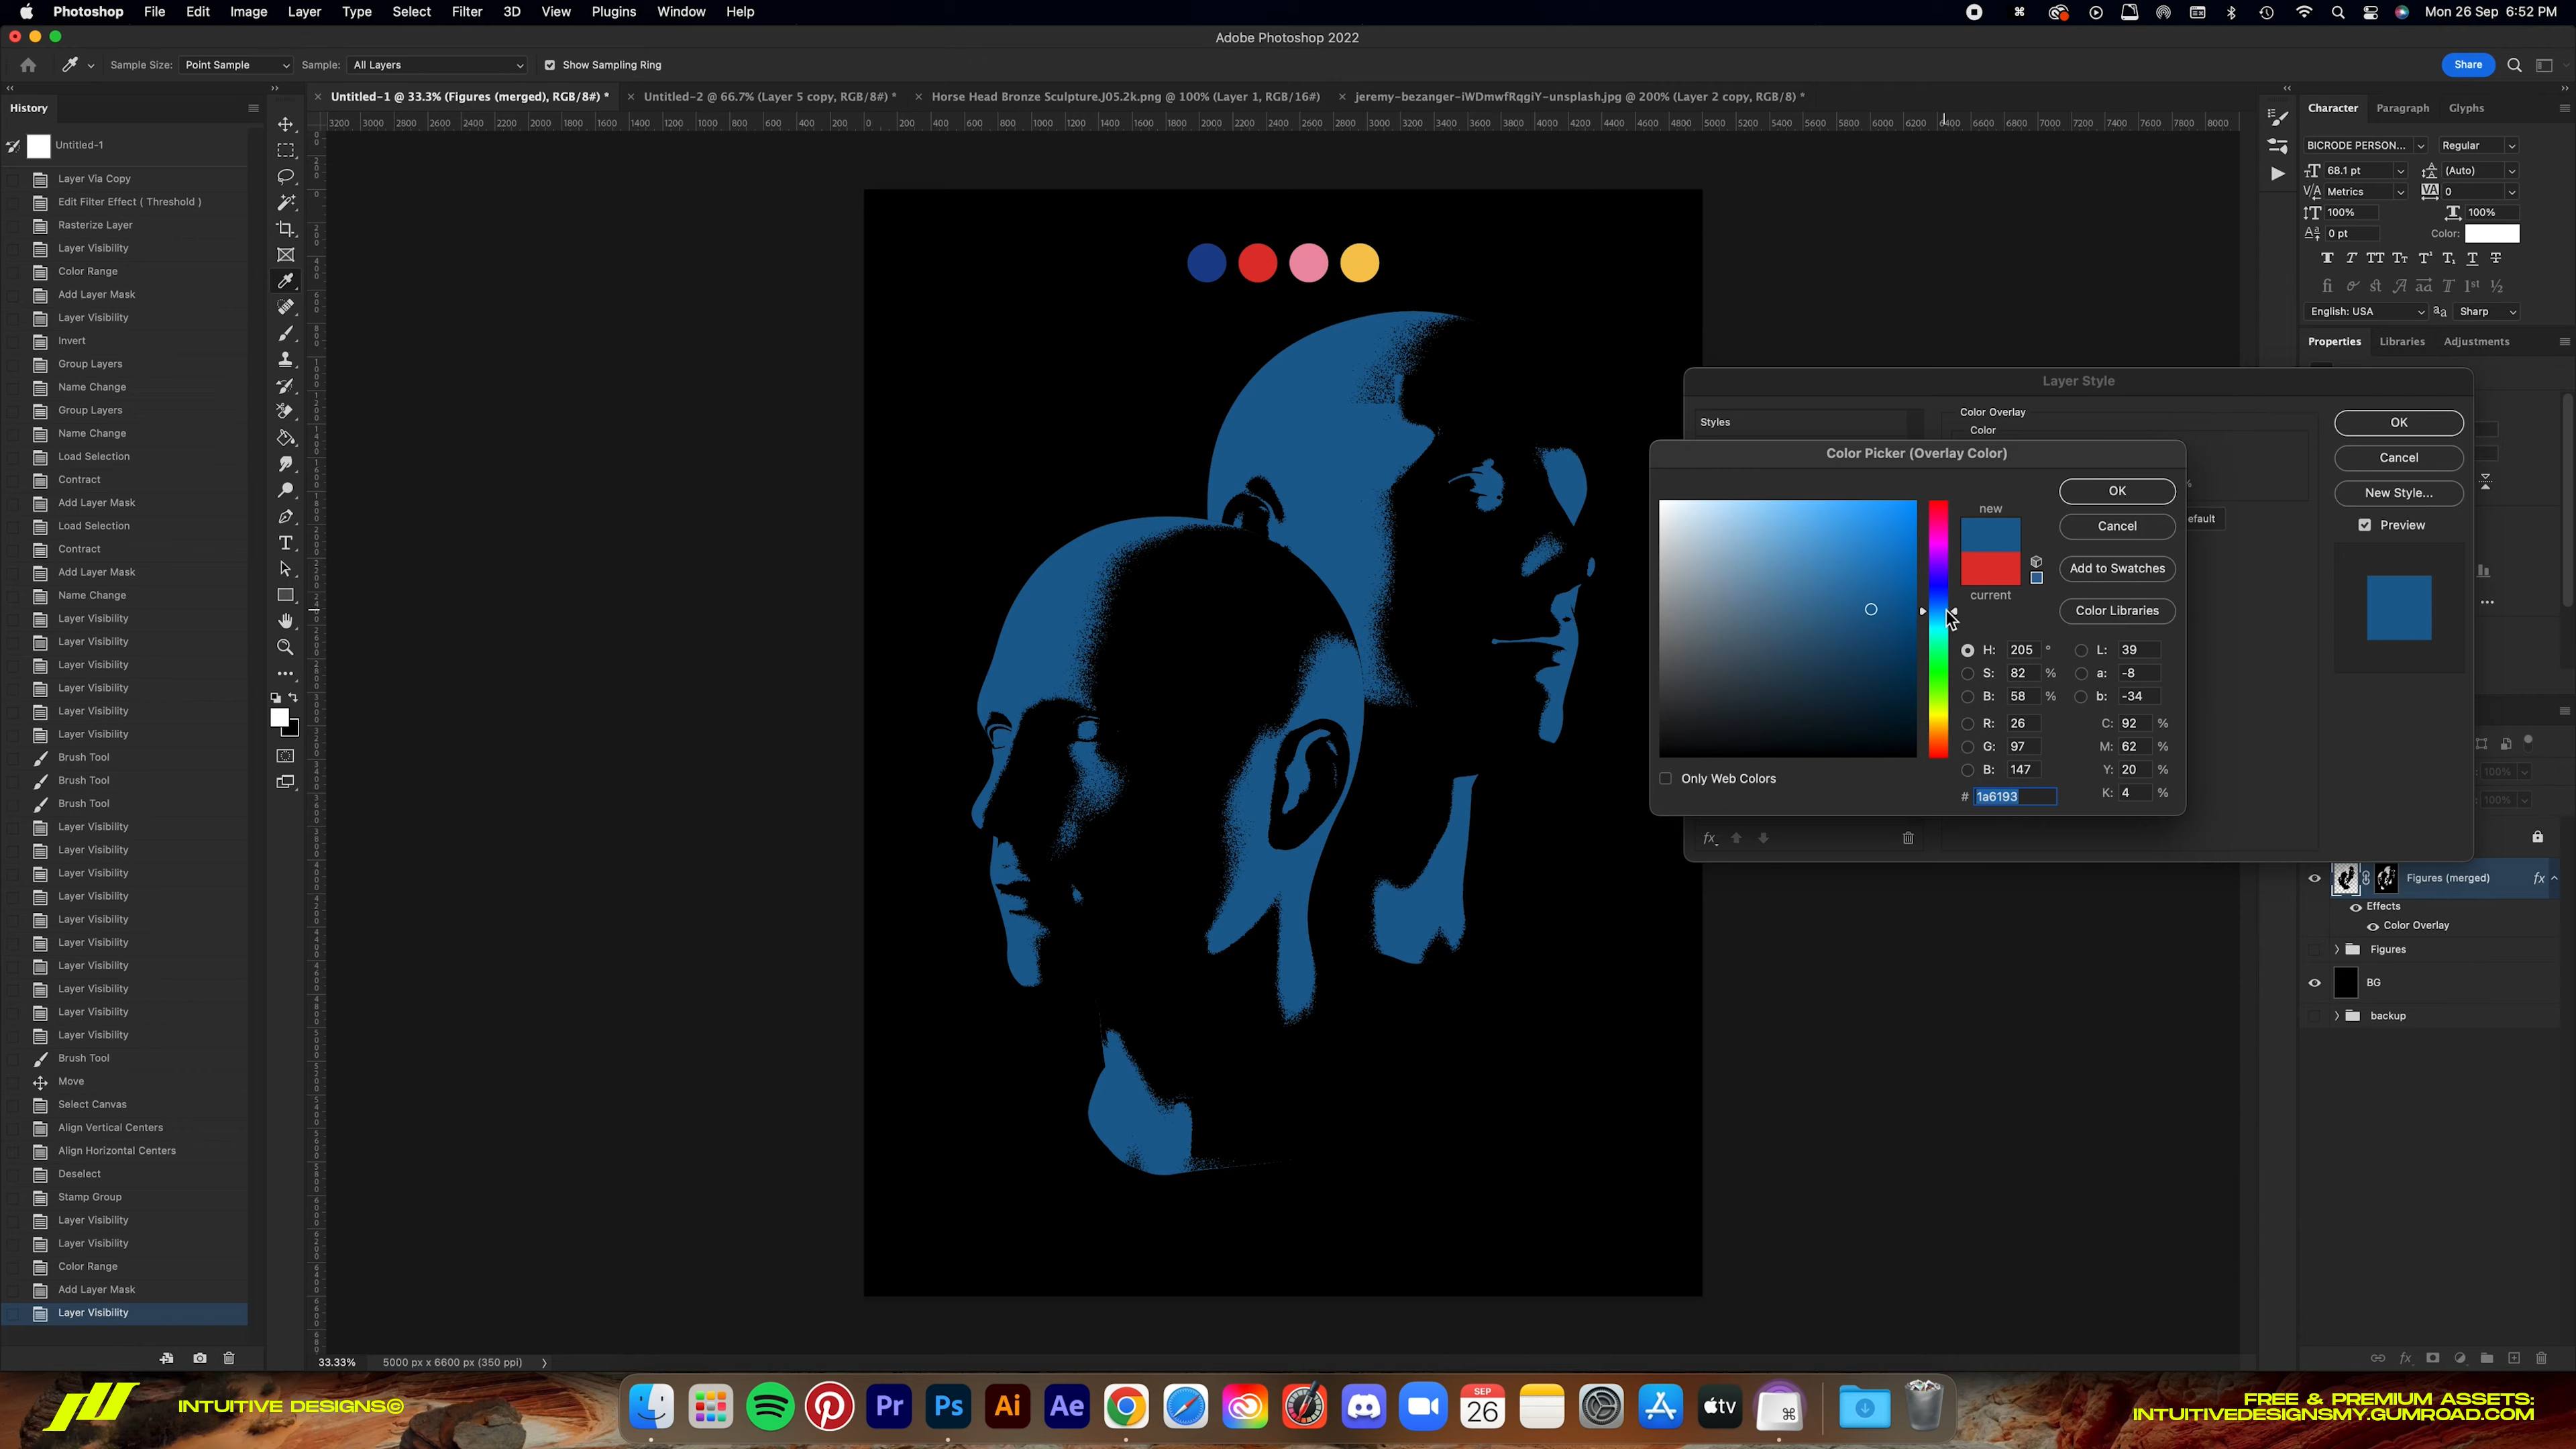 Photoshop File Edit Image Layer Type Select Filter 3D View Plugins Window Help Mon 26 Sep 6:52 PM
Adobe Photoshop 2022
Sample Size: Point Sample Sample: All Layers Show Sampling Ring Share
Untitled-1 @ 33.3% (Figures (merged), RGB/8#) * Untitled-2 @ 66.7% (Layer 5 copy, RGB/8#) * Horse Head Bronze Sculpture.J05.2k.png @ 100% (Layer 1, RGB/16#) jeremy-bezanger-iWDmwfRqgiY-unsplash.jpg @ 200% (Layer 2 copy, RGB/8) *
History
Untitled-1
Layer Via Copy
Edit Filter Effect ( Threshold )
Rasterize Layer
Layer Visibility
Color Range
Add Layer Mask
Layer Visibility
Invert
Group Layers
Name Change
Group Layers
Name Change
Load Selection
Contract
Add Layer Mask
Load Selection
Contract
Add Layer Mask
Name Change
Layer Visibility
Layer Visibility
Layer Visibility
Layer Visibility
Layer Visibility
Layer Visibility
Brush Tool
Brush Tool
Brush Tool
Layer Visibility
Layer Visibility
Layer Visibility
Layer Visibility
Layer Visibility
Layer Visibility
Layer Visibility
Layer Visibility
Layer Visibility
Layer Visibility
Brush Tool
Move
Select Canvas
Align Vertical Centers
Align Horizontal Centers
Deselect
Stamp Group
Layer Visibility
Layer Visibility
Color Range
Add Layer Mask
Layer Visibility
33.33% 5000 px x 6600 px (350 ppi)
Layer Style
Styles
Color Overlay
Color
efault
OK
Cancel
New Style...
Preview
Color Picker (Overlay Color)
new
current
OK
Cancel
Add to Swatches
Color Libraries
H: 205 ° L: 39
S: 82 % a: -8
B: 58 % b: -34
R: 26 C: 92 %
G: 97 M: 62 %
B: 147 Y: 20 %
# 1a6193 K: 4 %
Only Web Colors
Character Paragraph Glyphs
BICRODE PERSON... Regular
68.1 pt (Auto)
Metrics 0
100% 100%
0 pt Color:
English: USA Sharp
Properties Libraries Adjustments
100%
100%
Figures (merged) fx
Effects
Color Overlay
Figures
BG
backup
INTUITIVE DESIGNS©
Pr Ps Ai Ae SEP 26 tv
FREE & PREMIUM ASSETS:
INTUITIVEDESIGNSMY.GUMROAD.COM